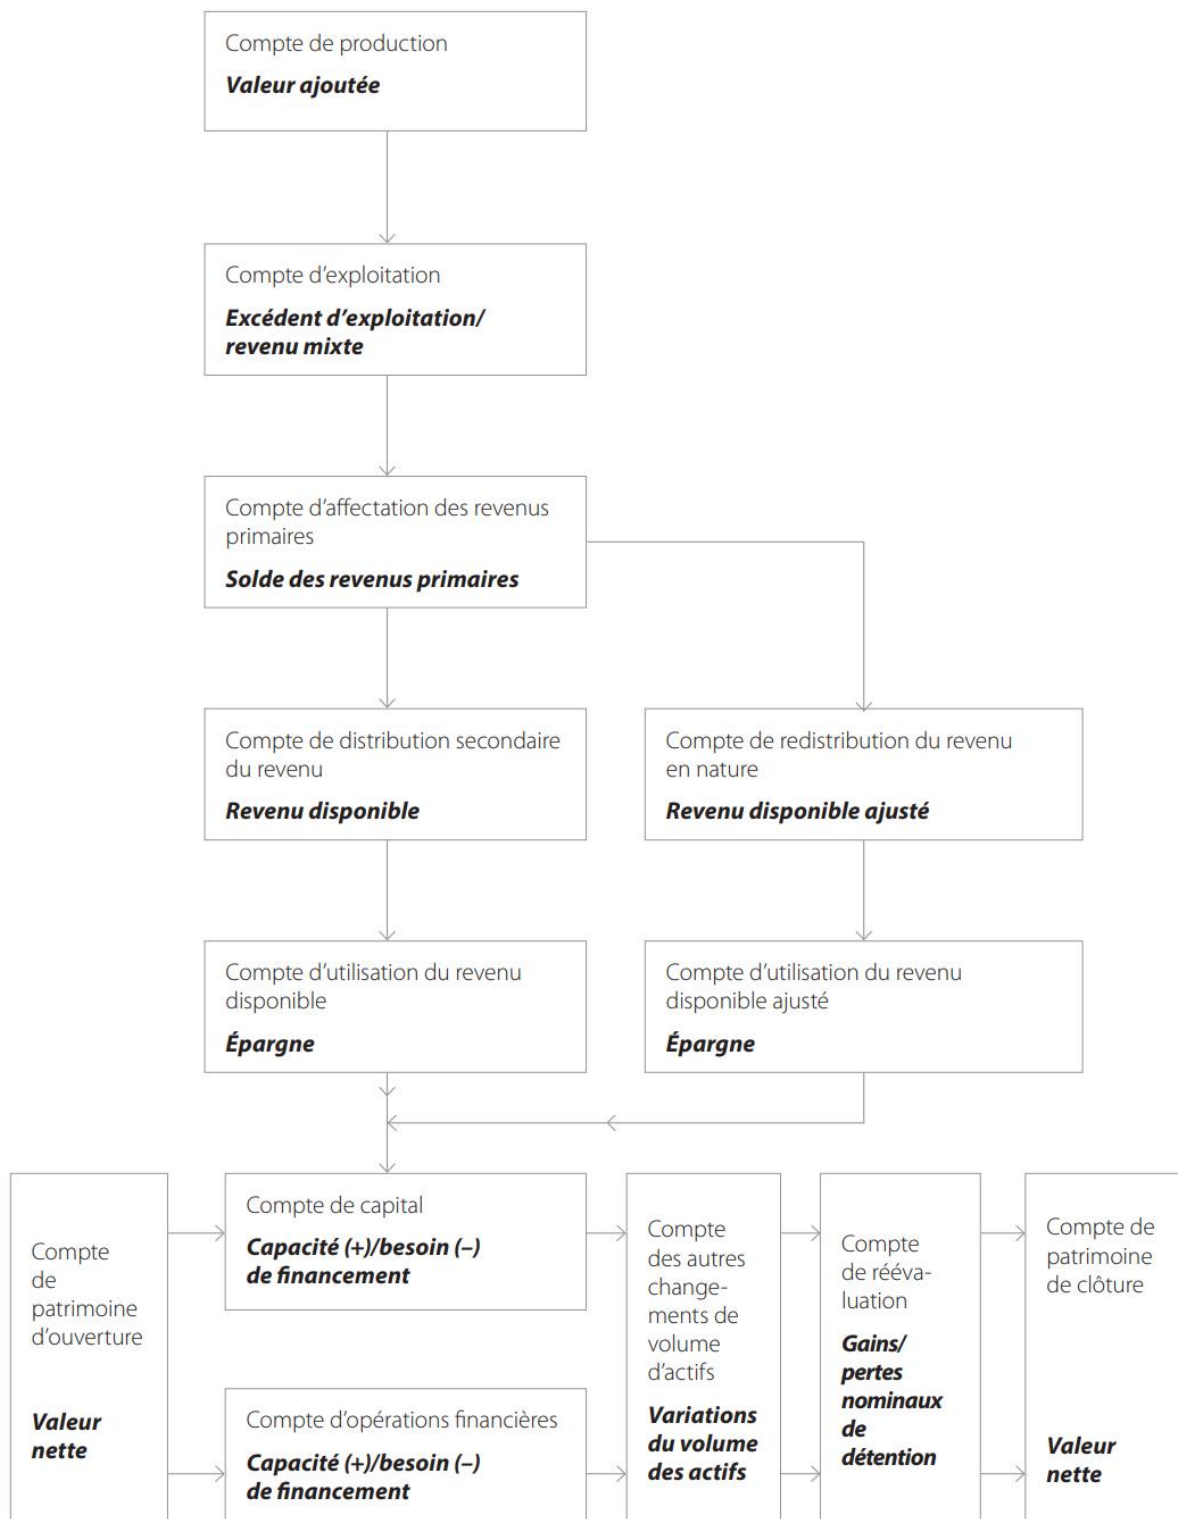 Compte de production
Valeur ajoutée
Compte d'exploitation
Excédent d'exploitation/
revenu mixte
Compte d'affectation des revenus
primaires
Solde des revenus primaires
Compte de distribution secondaire
du revenu
Revenu disponible
Compte de redistribution du revenu
en nature
Revenu disponible ajusté
Compte d'utilisation du revenu
disponible
Épargne
Compte d'utilisation du revenu
disponible ajusté
Épargne
Compte
de
patrimoine
d'ouverture
Valeur
nette
Compte de capital
Capacité (+)/besoin (–)
de financement
Compte d'opérations financières
Capacité (+)/besoin (–)
de financement
Compte
des autres
change-
ments de
volume
d'actifs
Variations
du volume
des actifs
Compte
de rééva-
luation
Gains/
pertes
nominaux
de
détention
Compte de
patrimoine
de clôture
Valeur
nette